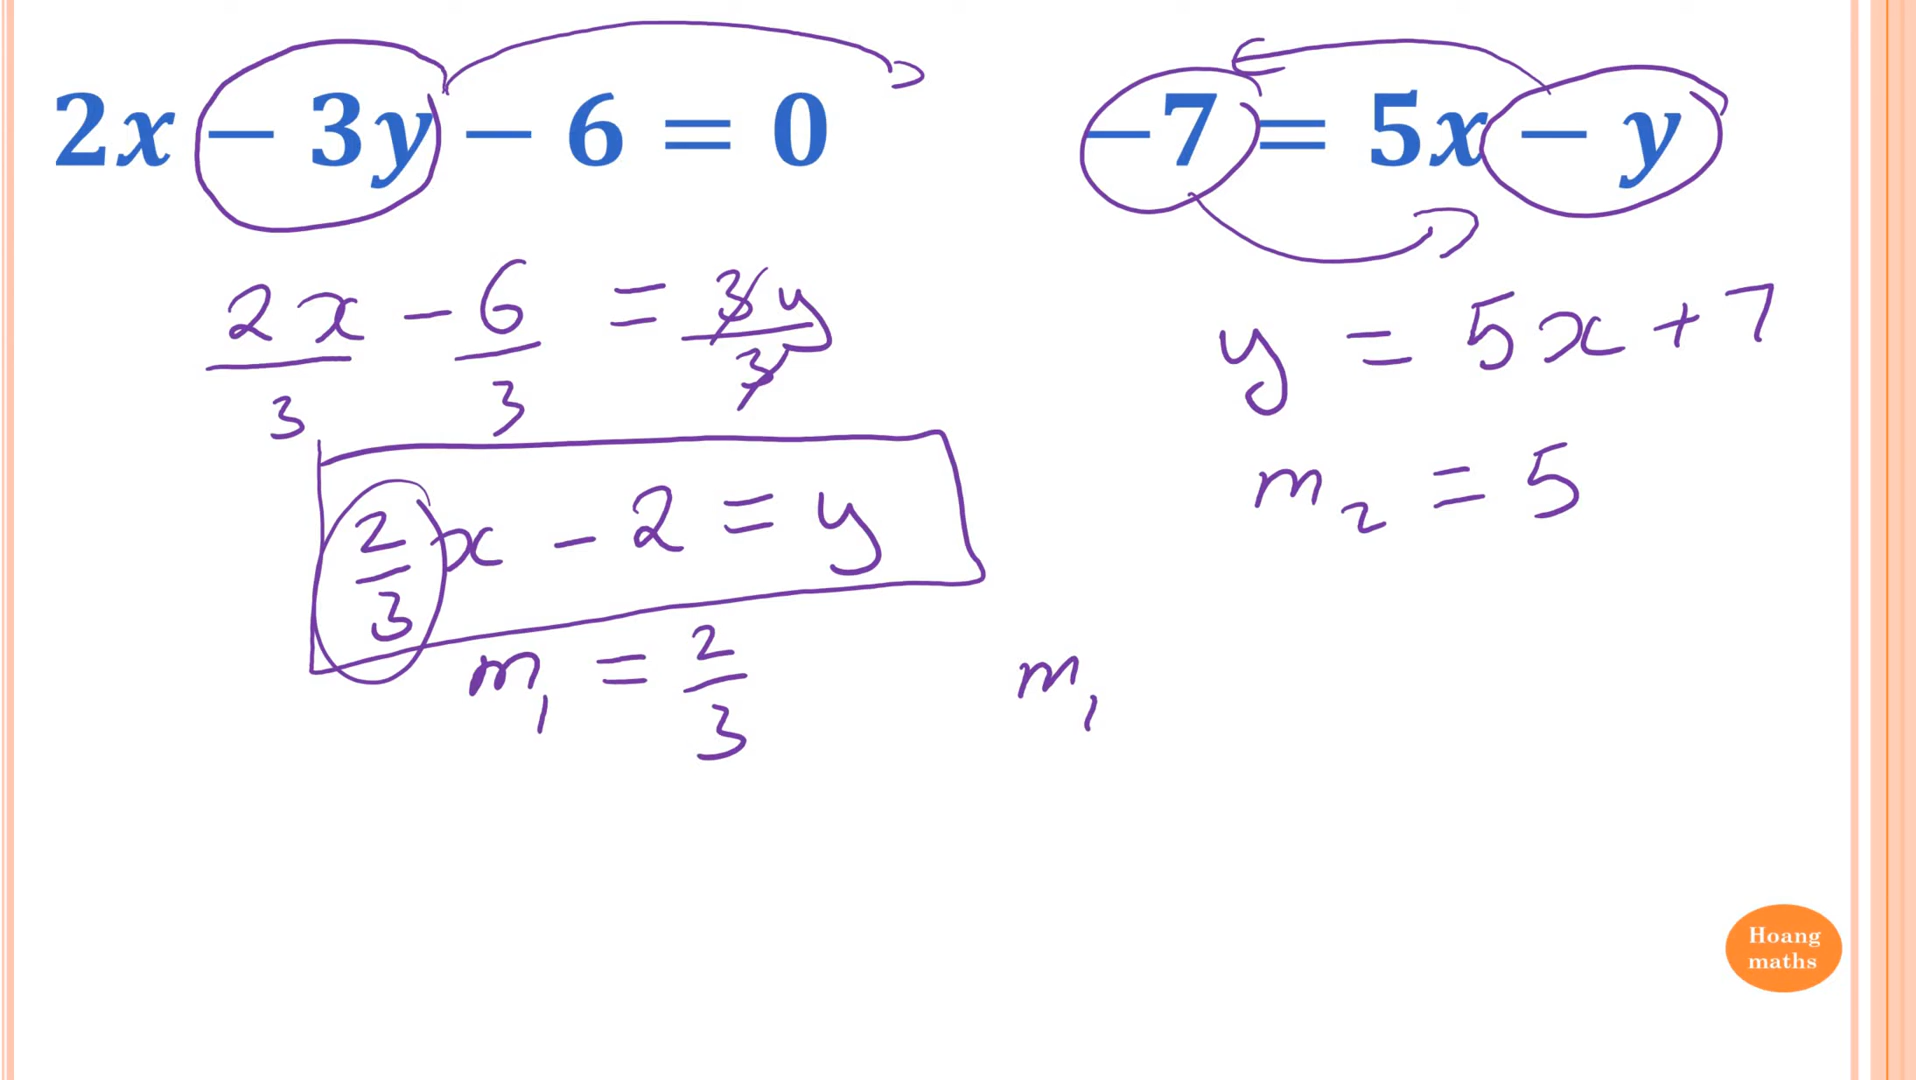 2x − 3y − 6 = 0
−7 = 5x − y
2x/3 − 6/3 = 3y/3
y = 5x + 7
2/3 x − 2 = y
m₂ = 5
m₁ = 2/3
m₁
Hoang
maths